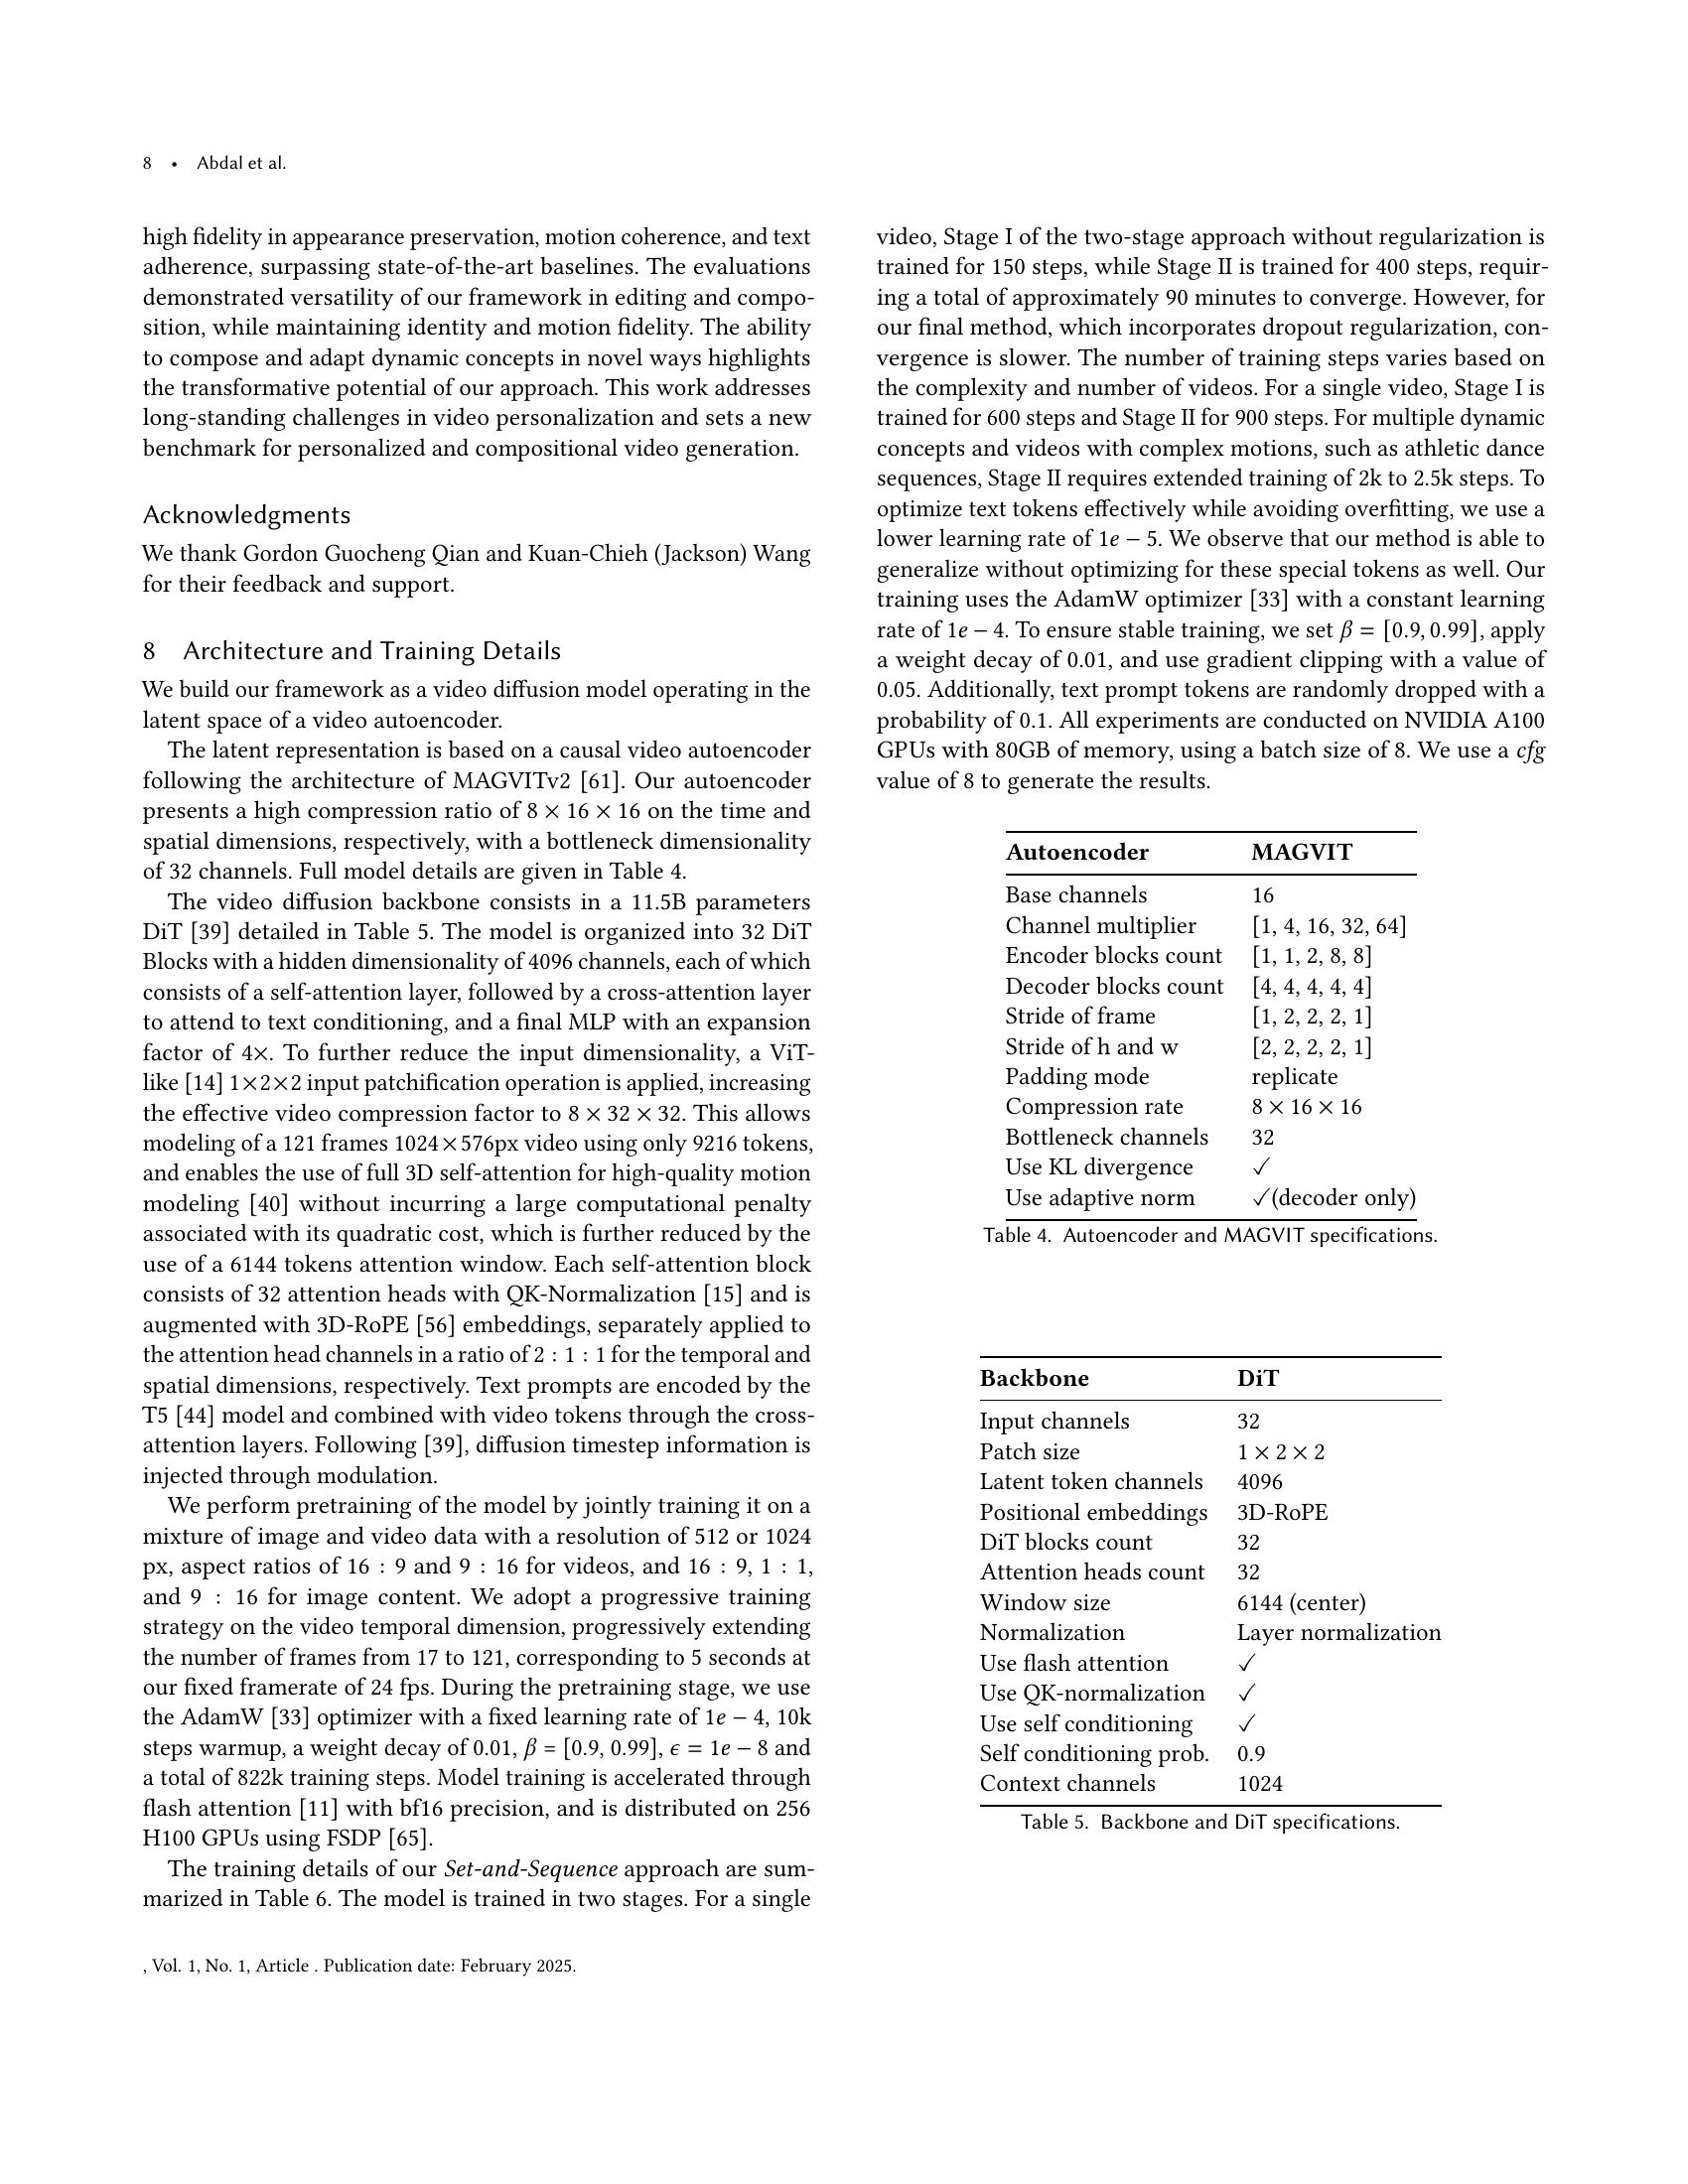 8 • Abdal et al.
high fidelity in appearance preservation, motion coherence, and text
adherence, surpassing state-of-the-art baselines. The evaluations
demonstrated versatility of our framework in editing and compo-
sition, while maintaining identity and motion fidelity. The ability
to compose and adapt dynamic concepts in novel ways highlights
the transformative potential of our approach. This work addresses
long-standing challenges in video personalization and sets a new
benchmark for personalized and compositional video generation.
Acknowledgments
We thank Gordon Guocheng Qian and Kuan-Chieh (Jackson) Wang
for their feedback and support.
8 Architecture and Training Details
We build our framework as a video diffusion model operating in the
latent space of a video autoencoder.
The latent representation is based on a causal video autoencoder
following the architecture of MAGVITv2 [61]. Our autoencoder
presents a high compression ratio of 8 × 16 × 16 on the time and
spatial dimensions, respectively, with a bottleneck dimensionality
of 32 channels. Full model details are given in Table 4.
The video diffusion backbone consists in a 11.5B parameters
DiT [39] detailed in Table 5. The model is organized into 32 DiT
Blocks with a hidden dimensionality of 4096 channels, each of which
consists of a self-attention layer, followed by a cross-attention layer
to attend to text conditioning, and a final MLP with an expansion
factor of 4×. To further reduce the input dimensionality, a ViT-
like [14] 1×2×2 input patchification operation is applied, increasing
the effective video compression factor to 8 × 32 × 32. This allows
modeling of a 121 frames 1024×576px video using only 9216 tokens,
and enables the use of full 3D self-attention for high-quality motion
modeling [40] without incurring a large computational penalty
associated with its quadratic cost, which is further reduced by the
use of a 6144 tokens attention window. Each self-attention block
consists of 32 attention heads with QK-Normalization [15] and is
augmented with 3D-RoPE [56] embeddings, separately applied to
the attention head channels in a ratio of 2 : 1 : 1 for the temporal and
spatial dimensions, respectively. Text prompts are encoded by the
T5 [44] model and combined with video tokens through the cross-
attention layers. Following [39], diffusion timestep information is
injected through modulation.
We perform pretraining of the model by jointly training it on a
mixture of image and video data with a resolution of 512 or 1024
px, aspect ratios of 16 : 9 and 9 : 16 for videos, and 16 : 9, 1 : 1,
and 9 : 16 for image content. We adopt a progressive training
strategy on the video temporal dimension, progressively extending
the number of frames from 17 to 121, corresponding to 5 seconds at
our fixed framerate of 24 fps. During the pretraining stage, we use
the AdamW [33] optimizer with a fixed learning rate of 1e − 4, 10k
steps warmup, a weight decay of 0.01, β = [0.9, 0.99], ϵ = 1e − 8 and
a total of 822k training steps. Model training is accelerated through
flash attention [11] with bf16 precision, and is distributed on 256
H100 GPUs using FSDP [65].
The training details of our Set-and-Sequence approach are sum-
marized in Table 6. The model is trained in two stages. For a single
video, Stage I of the two-stage approach without regularization is
trained for 150 steps, while Stage II is trained for 400 steps, requir-
ing a total of approximately 90 minutes to converge. However, for
our final method, which incorporates dropout regularization, con-
vergence is slower. The number of training steps varies based on
the complexity and number of videos. For a single video, Stage I is
trained for 600 steps and Stage II for 900 steps. For multiple dynamic
concepts and videos with complex motions, such as athletic dance
sequences, Stage II requires extended training of 2k to 2.5k steps. To
optimize text tokens effectively while avoiding overfitting, we use a
lower learning rate of 1e − 5. We observe that our method is able to
generalize without optimizing for these special tokens as well. Our
training uses the AdamW optimizer [33] with a constant learning
rate of 1e − 4. To ensure stable training, we set β = [0.9, 0.99], apply
a weight decay of 0.01, and use gradient clipping with a value of
0.05. Additionally, text prompt tokens are randomly dropped with a
probability of 0.1. All experiments are conducted on NVIDIA A100
GPUs with 80GB of memory, using a batch size of 8. We use a cfg
value of 8 to generate the results.
Autoencoder MAGVIT
Base channels 16
Channel multiplier [1, 4, 16, 32, 64]
Encoder blocks count [1, 1, 2, 8, 8]
Decoder blocks count [4, 4, 4, 4, 4]
Stride of frame [1, 2, 2, 2, 1]
Stride of h and w [2, 2, 2, 2, 1]
Padding mode replicate
Compression rate 8 × 16 × 16
Bottleneck channels 32
Use KL divergence ✓
Use adaptive norm ✓(decoder only)
Table 4. Autoencoder and MAGVIT specifications.
Backbone DiT
Input channels 32
Patch size 1 × 2 × 2
Latent token channels 4096
Positional embeddings 3D-RoPE
DiT blocks count 32
Attention heads count 32
Window size 6144 (center)
Normalization Layer normalization
Use flash attention ✓
Use QK-normalization ✓
Use self conditioning ✓
Self conditioning prob. 0.9
Context channels 1024
Table 5. Backbone and DiT specifications.
, Vol. 1, No. 1, Article . Publication date: February 2025.